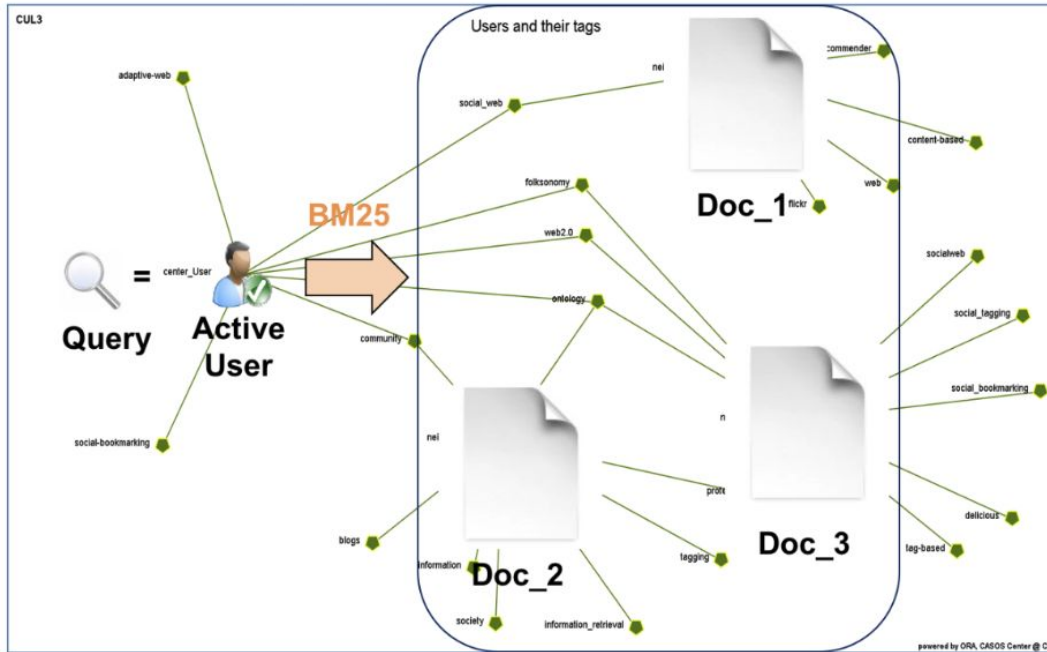 CUL3
Users and their tags
commender
adaptive-web
nei
social_web
content-based
web
folksonomy
Doc_1
flickr
BM25
web2.0
socialweb
center_User
=
ontology
Query
Active
User
community
social_tagging
social_bookmarking
nei
social-bookmarking
blogs
information
Doc_2
society
information_retrieval
tagging
Doc_3
delicious
tag-based
powered by ORA, CASOS Center @ C